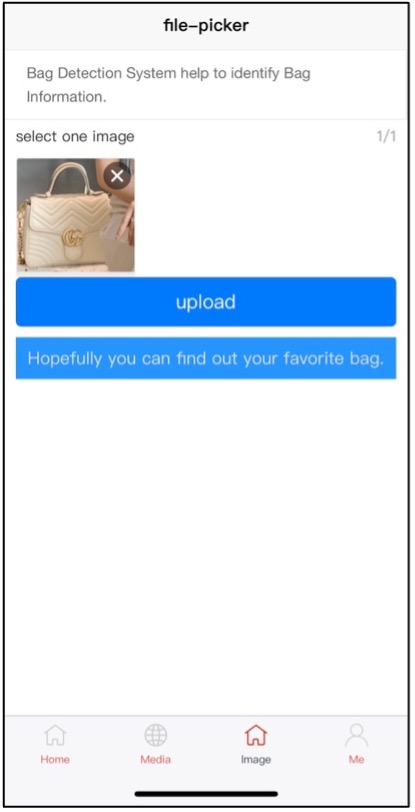 file-picker
Bag Detection System help to identify Bag
Information.
select one image
1/1
upload
Hopefully you can find out your favorite bag.
Home
Media
Image
Me